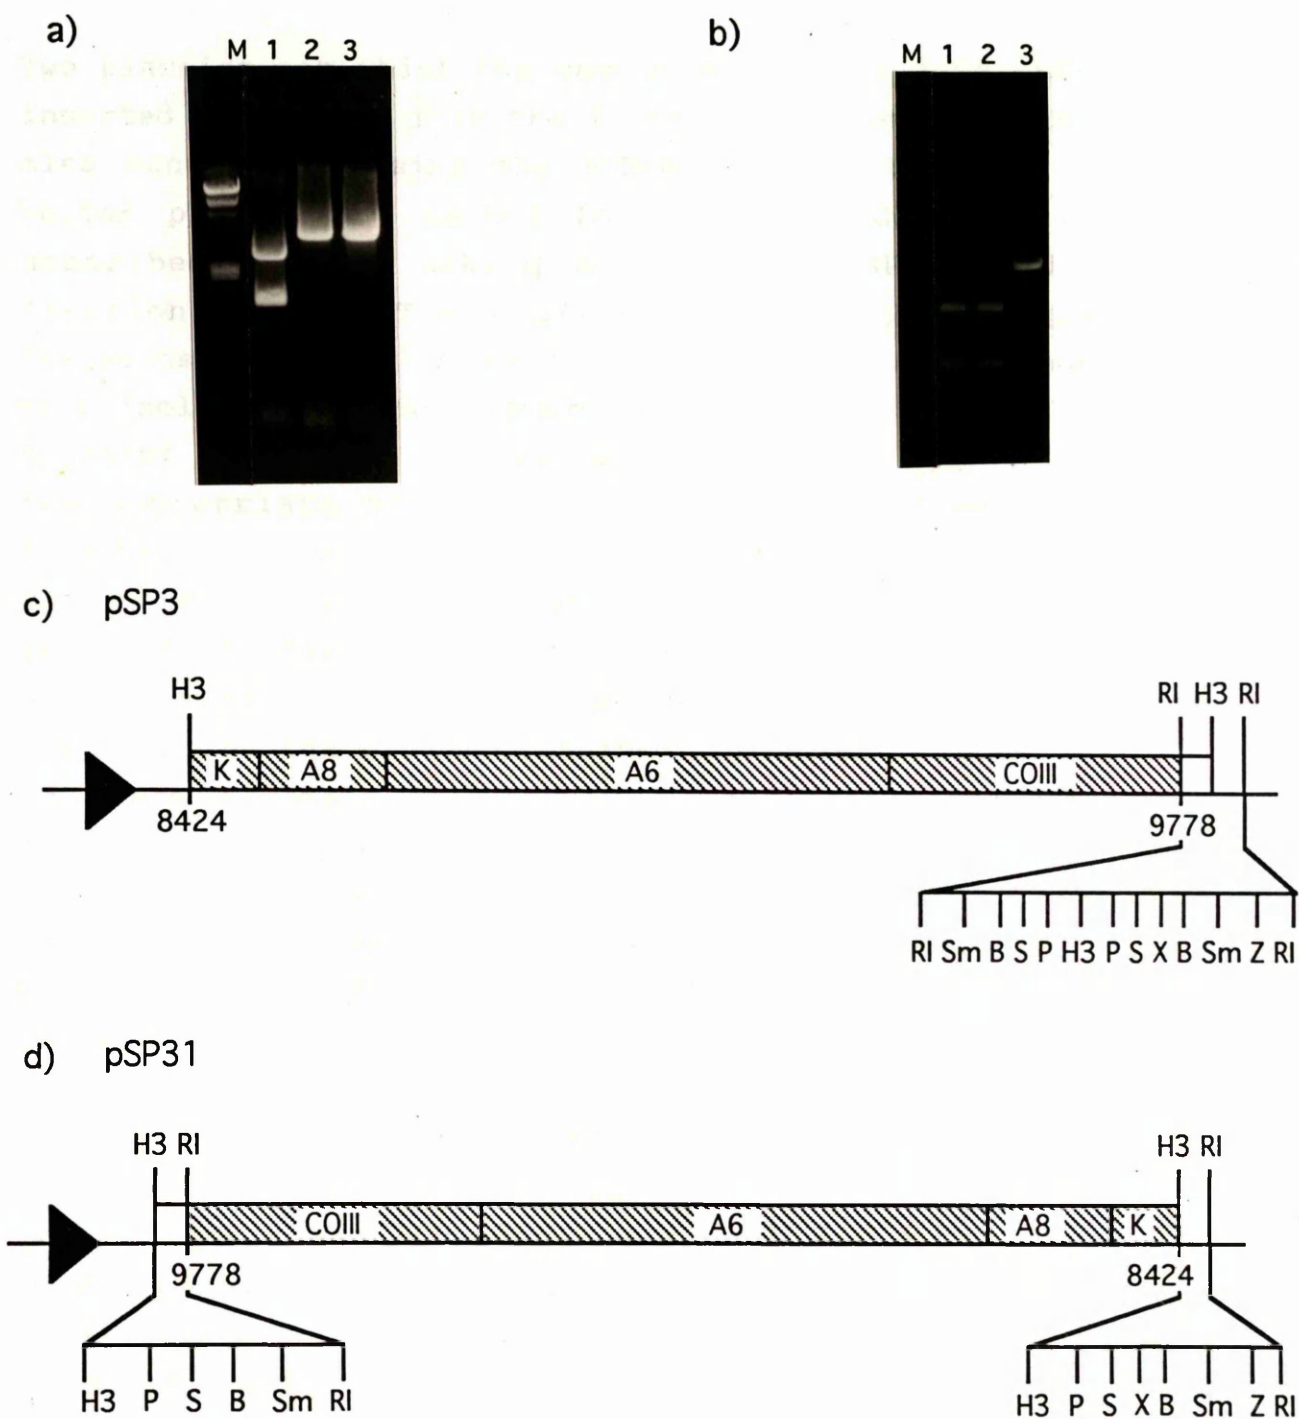 a)
M 1 2 3
b)
M 1 2 3
c) pSP3
H3 RI H3 RI
K A8 A6 COIII
8424 9778
RI Sm B S P H3 P S X B Sm Z RI
d) pSP31
H3 RI H3 RI
COIII A6 A8 K
9778 8424
H3 P S B Sm RI H3 P S X B Sm Z RI